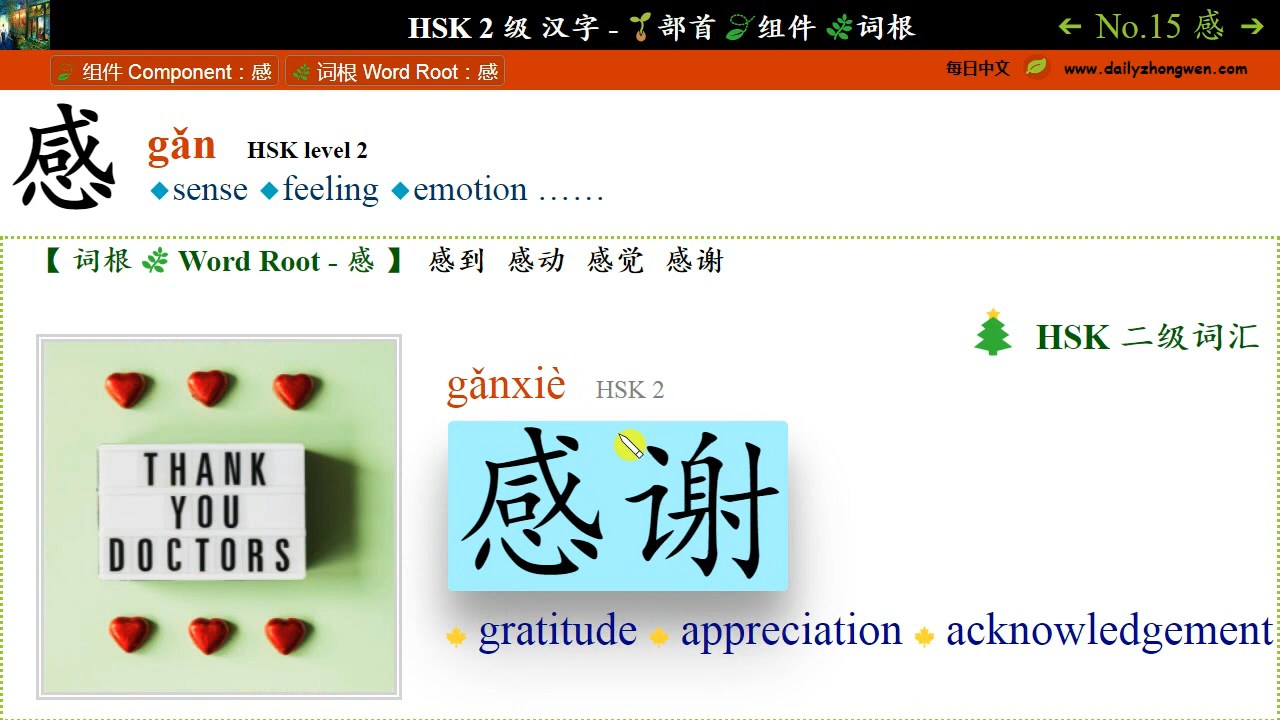 HSK 2 级 汉字 - 部首 组件 词根
← No.15 感 →
组件 Component：感 词根 Word Root：感
每日中文 www.dailyzhongwen.com
感
gǎn HSK level 2
◆sense ◆feeling ◆emotion ……
【 词根 Word Root - 感 】 感到 感动 感觉 感谢
HSK 二级词汇
gǎnxiè HSK 2
感谢
gratitude appreciation acknowledgement
THANK
YOU
DOCTORS